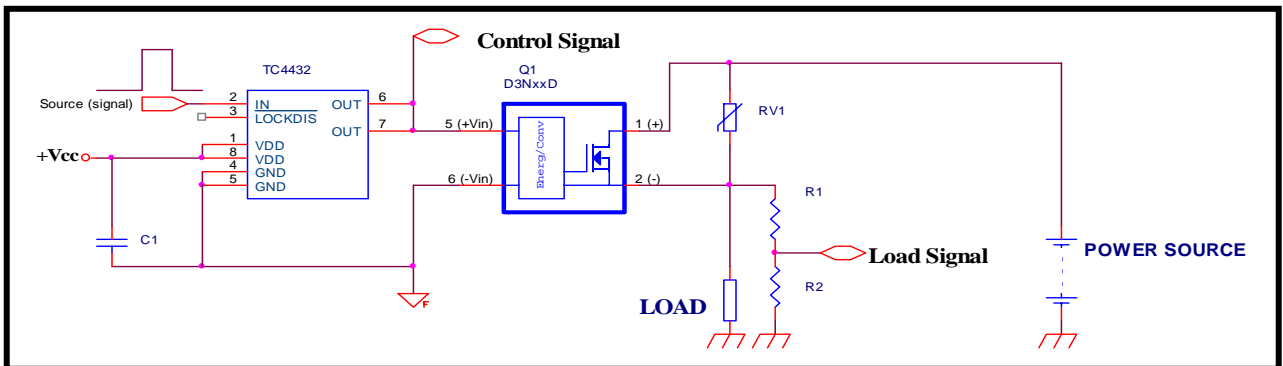 Control Signal
TC4432
Q1
D3NxxD
Source (signal)
2
IN
OUT
6
3
LOCKDIS
OUT
7
5 (+Vin)
1 (+)
RV1
+Vcc
1
VDD
8
VDD
4
GND
5
GND
Energ/Conv
6 (-Vin)
2 (-)
R1
C1
Load Signal
POWER SOURCE
R2
LOAD
F